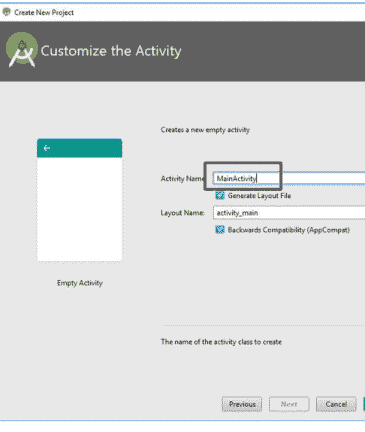 Create New Project
Customize the Activity
Creates a new empty activity
Activity Name
MainActivity
Generate Layout File
Layout Name:
activity_main
Backwards Compatibility (AppCompat)
Empty Activity
The name of the activity class to create
Previous
Next
Cancel